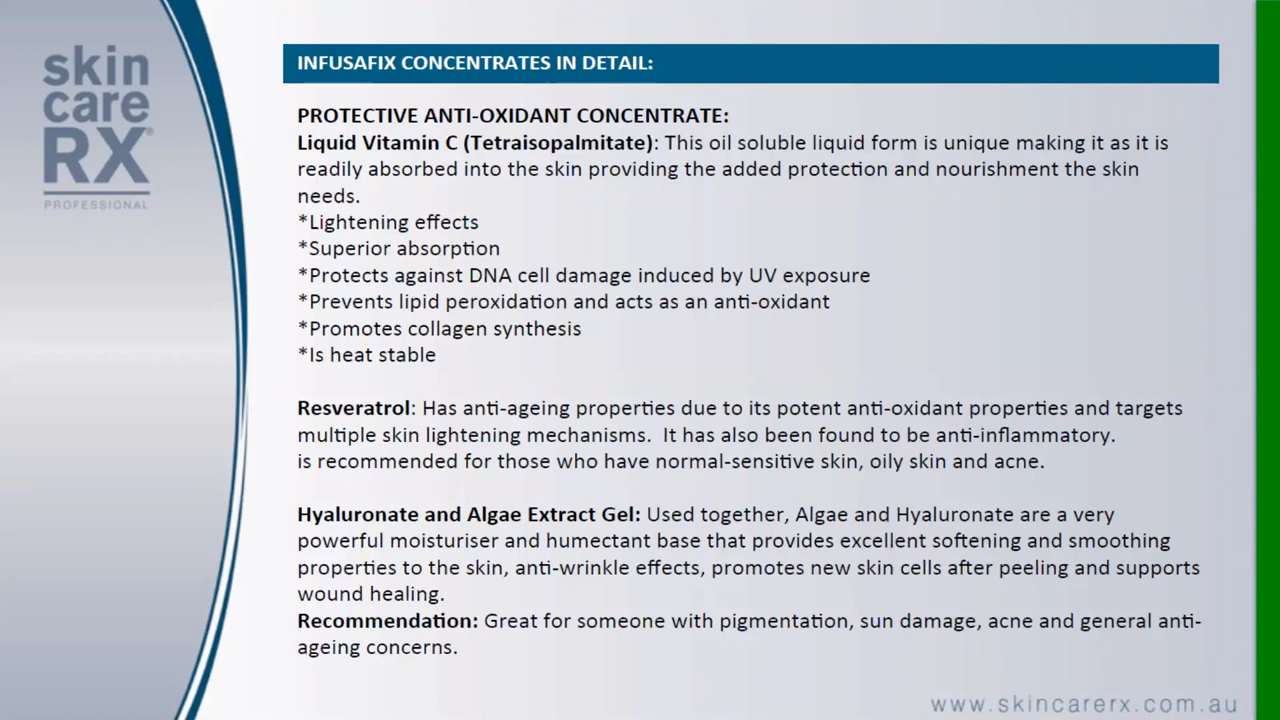 skin
care
RX®
PROFESSIONAL
INFUSAFIX CONCENTRATES IN DETAIL:
PROTECTIVE ANTI-OXIDANT CONCENTRATE:
Liquid Vitamin C (Tetraisopalmitate): This oil soluble liquid form is unique making it as it is
readily absorbed into the skin providing the added protection and nourishment the skin
needs.
*Lightening effects
*Superior absorption
*Protects against DNA cell damage induced by UV exposure
*Prevents lipid peroxidation and acts as an anti-oxidant
*Promotes collagen synthesis
*Is heat stable
Resveratrol: Has anti-ageing properties due to its potent anti-oxidant properties and targets
multiple skin lightening mechanisms.  It has also been found to be anti-inflammatory.
is recommended for those who have normal-sensitive skin, oily skin and acne.
Hyaluronate and Algae Extract Gel: Used together, Algae and Hyaluronate are a very
powerful moisturiser and humectant base that provides excellent softening and smoothing
properties to the skin, anti-wrinkle effects, promotes new skin cells after peeling and supports
wound healing.
Recommendation: Great for someone with pigmentation, sun damage, acne and general anti-
ageing concerns.
www.skincarerx.com.au